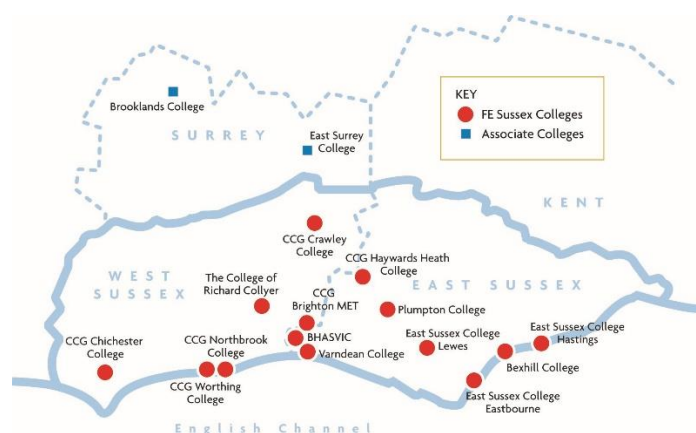 KEY
FE Sussex Colleges
Associate Colleges
Brooklands College
SURREY
East Surrey
College
KENT
CCG Crawley
College
CCG Haywards Heath
College
WEST
SUSSEX
The College of
Richard Collyer
CCG
Brighton MET
EAST SUSSEX
Plumpton College
BHASVIC
Varndean College
East Sussex College
Lewes
East Sussex College
Hastings
Bexhill College
CCG Chichester
College
CCG Northbrook
College
CCG Worthing
College
East Sussex College
Eastbourne
English Channel